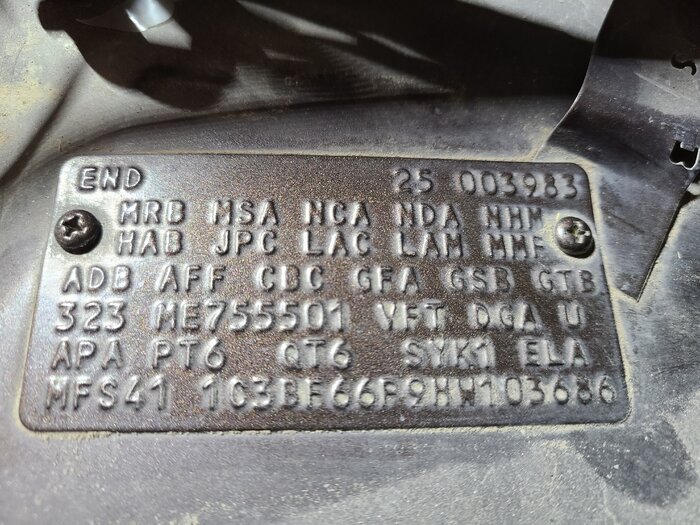 END 25 003983
MRB MSA NCA NDA NHM
HAB JPC LAC LAM MMF
ADB AFF CBC GFA GSB GTB
323 ME755501 YFT DGA U
APA PT6 QT6 SYK1 ELA
MFS41 1C3BF66P9HW103686